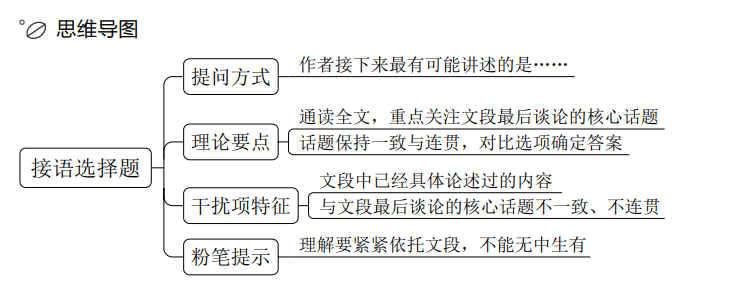 思维导图
接语选择题
提问方式
作者接下来最有可能讲述的是……
理论要点
通读全文，重点关注文段最后谈论的核心话题
话题保持一致与连贯，对比选项确定答案
干扰项特征
文段中已经具体论述过的内容
与文段最后谈论的核心话题不一致、不连贯
粉笔提示
理解要紧紧依托文段，不能无中生有